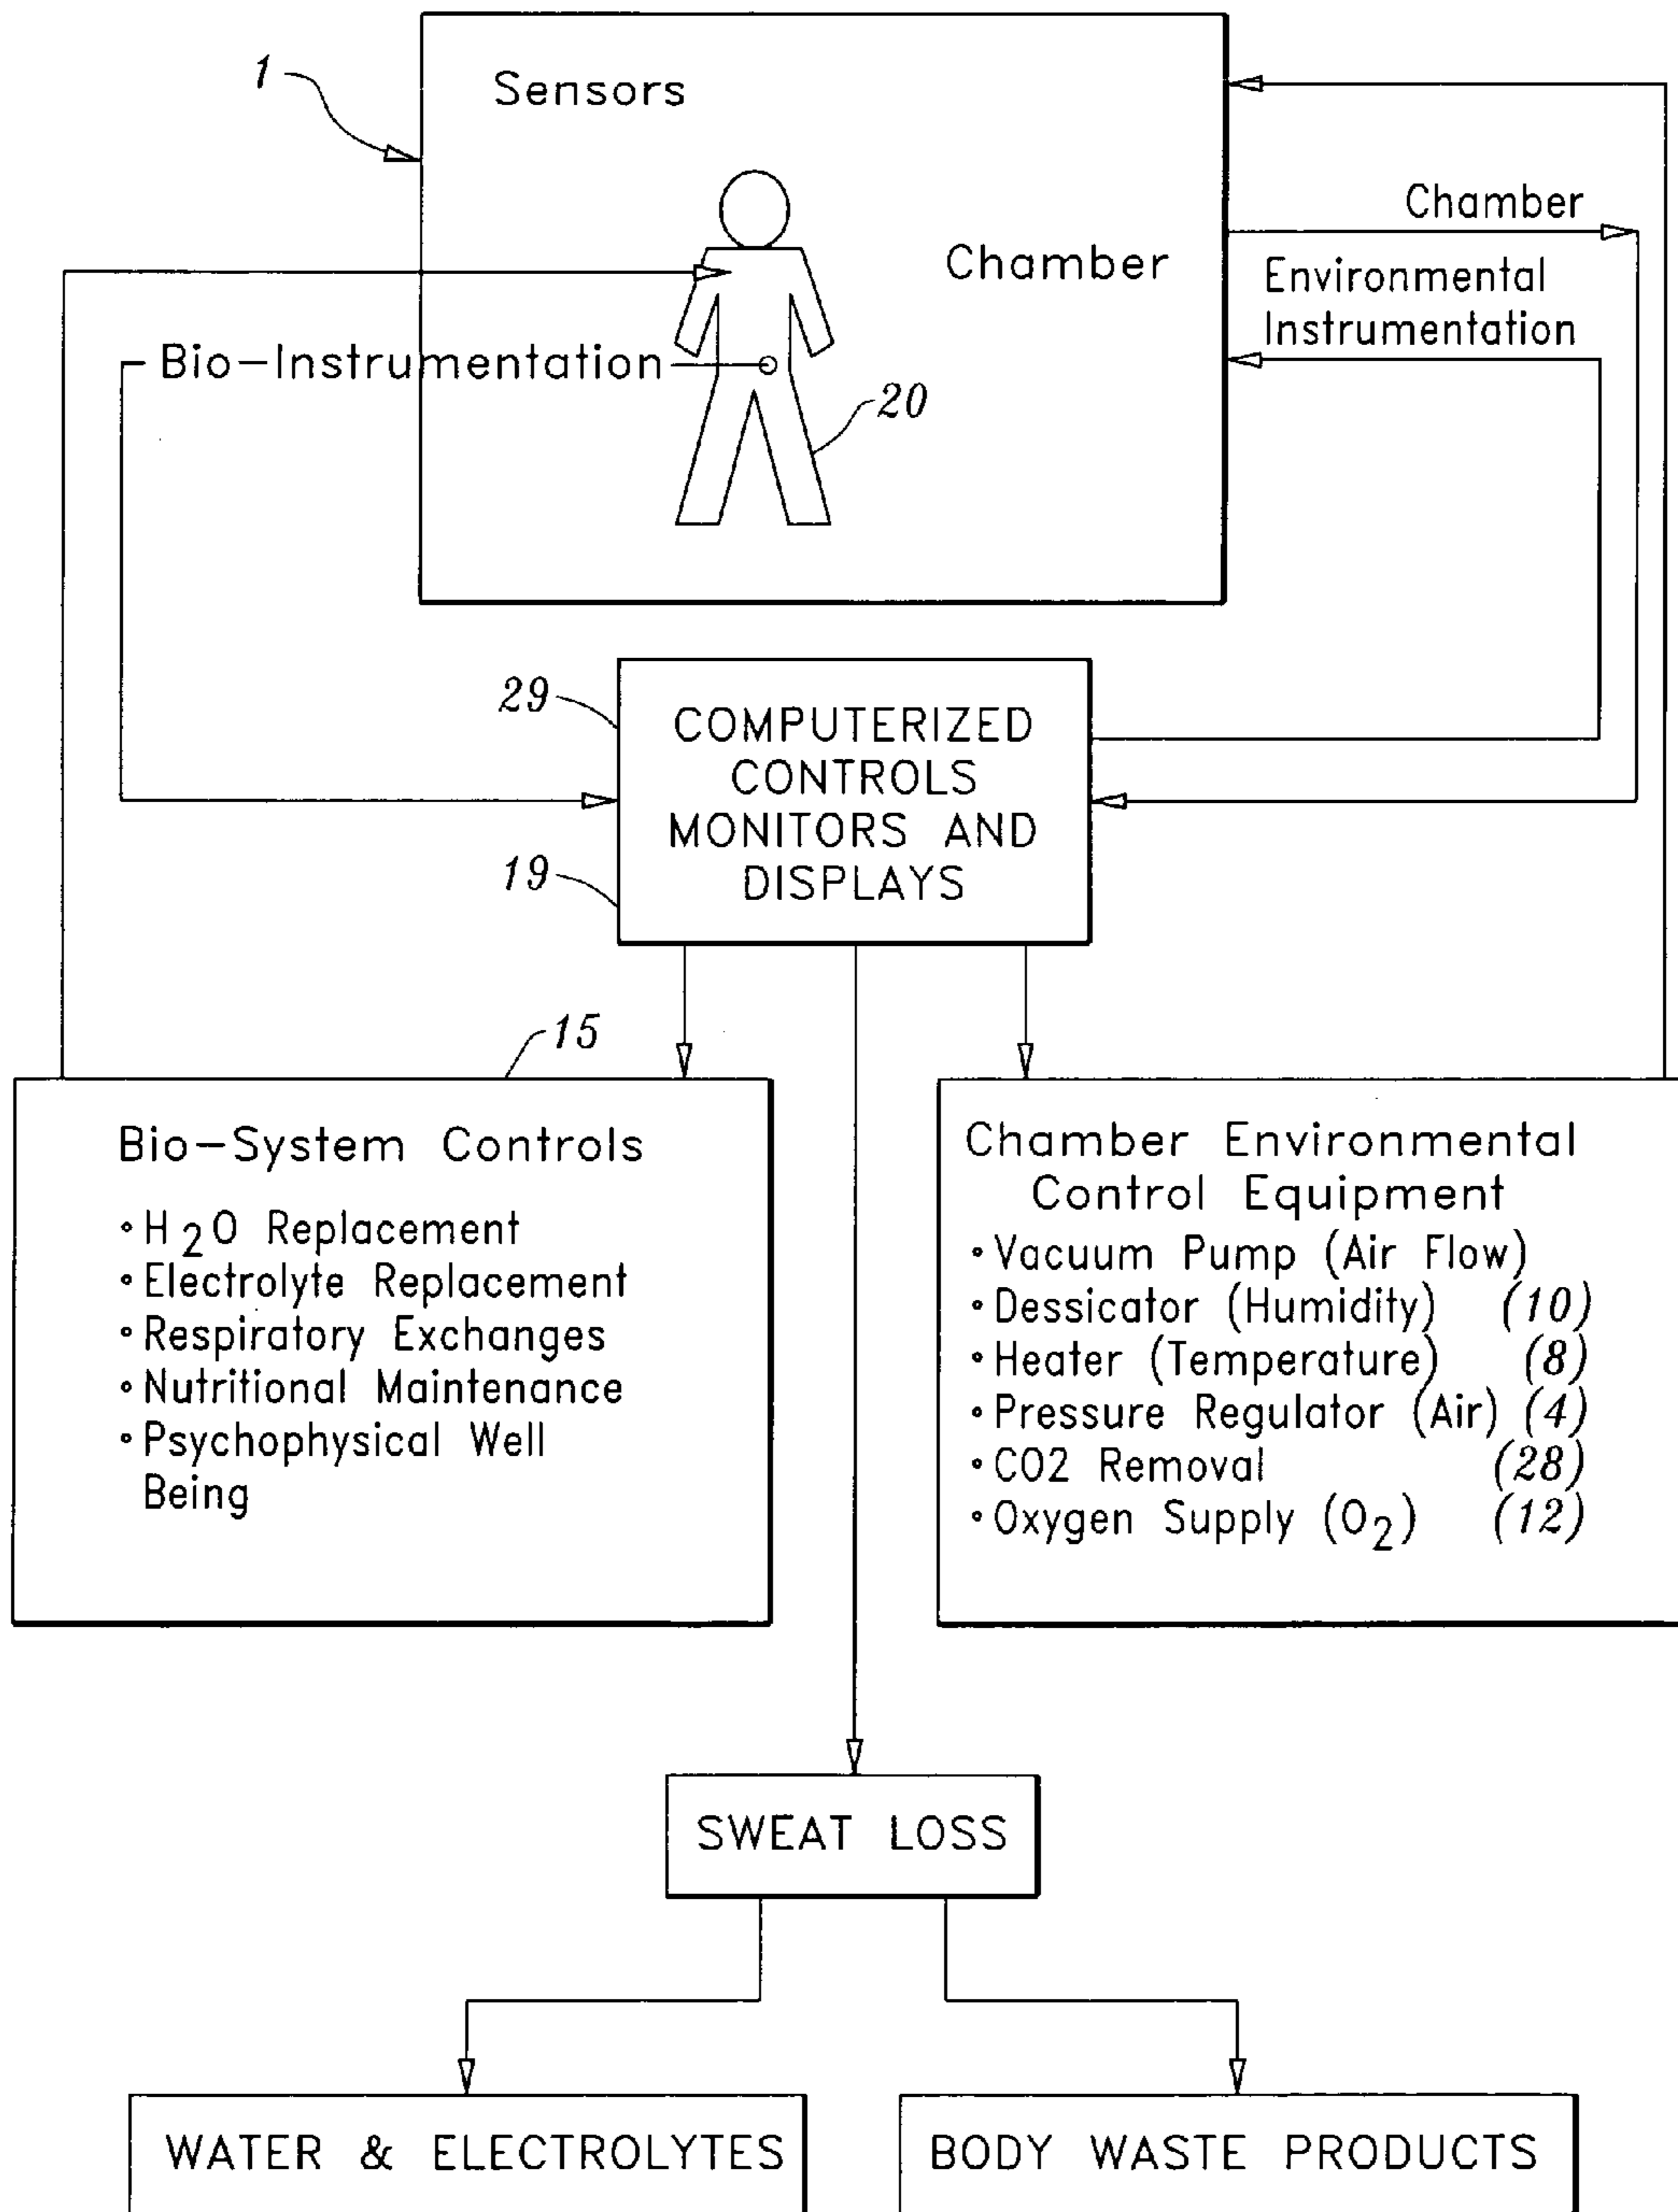 1
Sensors
Chamber
Chamber
Environmental
Instrumentation
Bio-Instrumentation
20
29
COMPUTERIZED
CONTROLS
MONITORS AND
DISPLAYS
19
15
Bio-System Controls
• H2O Replacement
• Electrolyte Replacement
• Respiratory Exchanges
• Nutritional Maintenance
• Psychophysical Well
Being
Chamber Environmental
Control Equipment
• Vacuum Pump (Air Flow)
• Dessicator (Humidity) (10)
• Heater (Temperature) (8)
• Pressure Regulator (Air) (4)
• CO2 Removal (28)
• Oxygen Supply (O2) (12)
SWEAT LOSS
WATER & ELECTROLYTES
BODY WASTE PRODUCTS